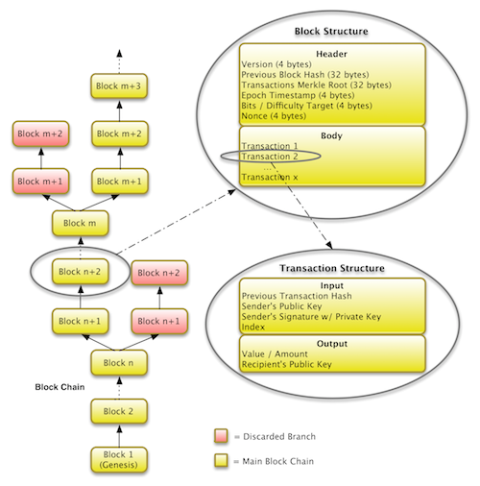 Block Structure
Header
Version (4 bytes)
Previous Block Hash (32 bytes)
Transactions Merkle Root (32 bytes)
Epoch Timestamp (4 bytes)
Bits / Difficulty Target (4 bytes)
Nonce (4 bytes)
Body
Transaction 1
Transaction 2
...
Transaction x
Block m+3
Block m+2
Block m+2
Block m+1
Block m+1
Block m
Block n+2
Block n+2
Block n+1
Block n+1
Block n
Block Chain
Block 2
Block 1
(Genesis)
Transaction Structure
Input
Previous Transaction Hash
Sender's Public Key
Sender's Signature w/ Private Key
Index
Output
Value / Amount
Recipient's Public Key
= Discarded Branch
= Main Block Chain